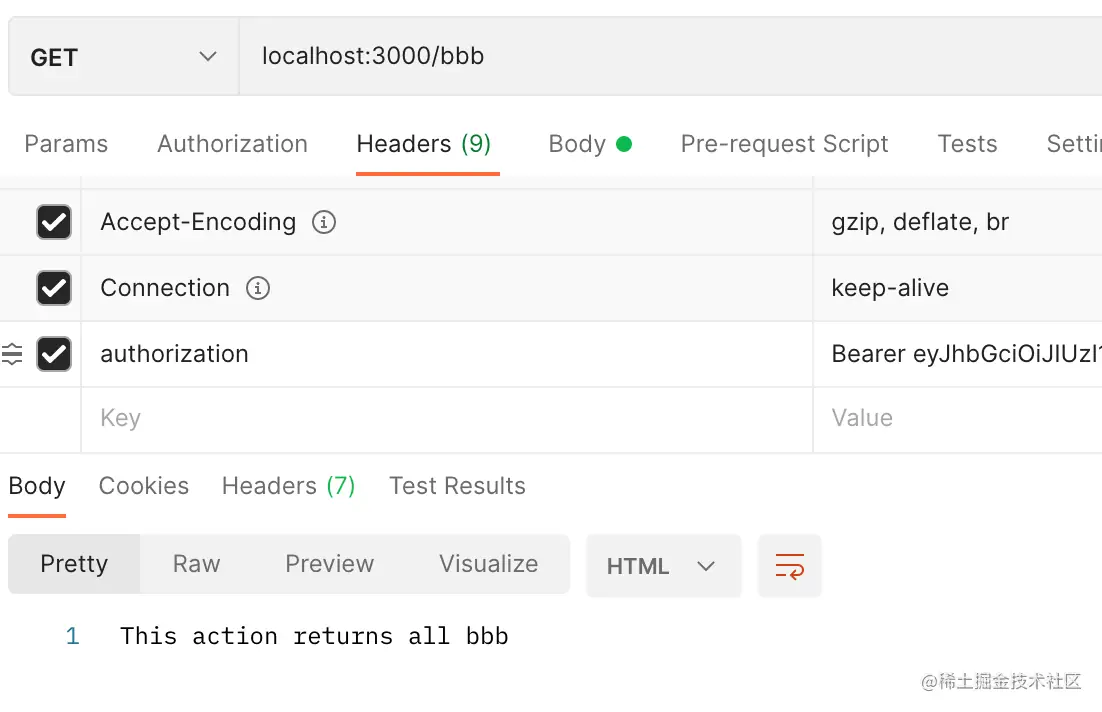 GET localhost:3000/bbb
Params Authorization Headers (9) Body Pre-request Script Tests Setti
Accept-Encoding gzip, deflate, br
Connection keep-alive
authorization Bearer eyJhbGciOiJIUzI1
Key Value
Body Cookies Headers (7) Test Results
Pretty Raw Preview Visualize HTML
1 This action returns all bbb
@稀土掘金技术社区